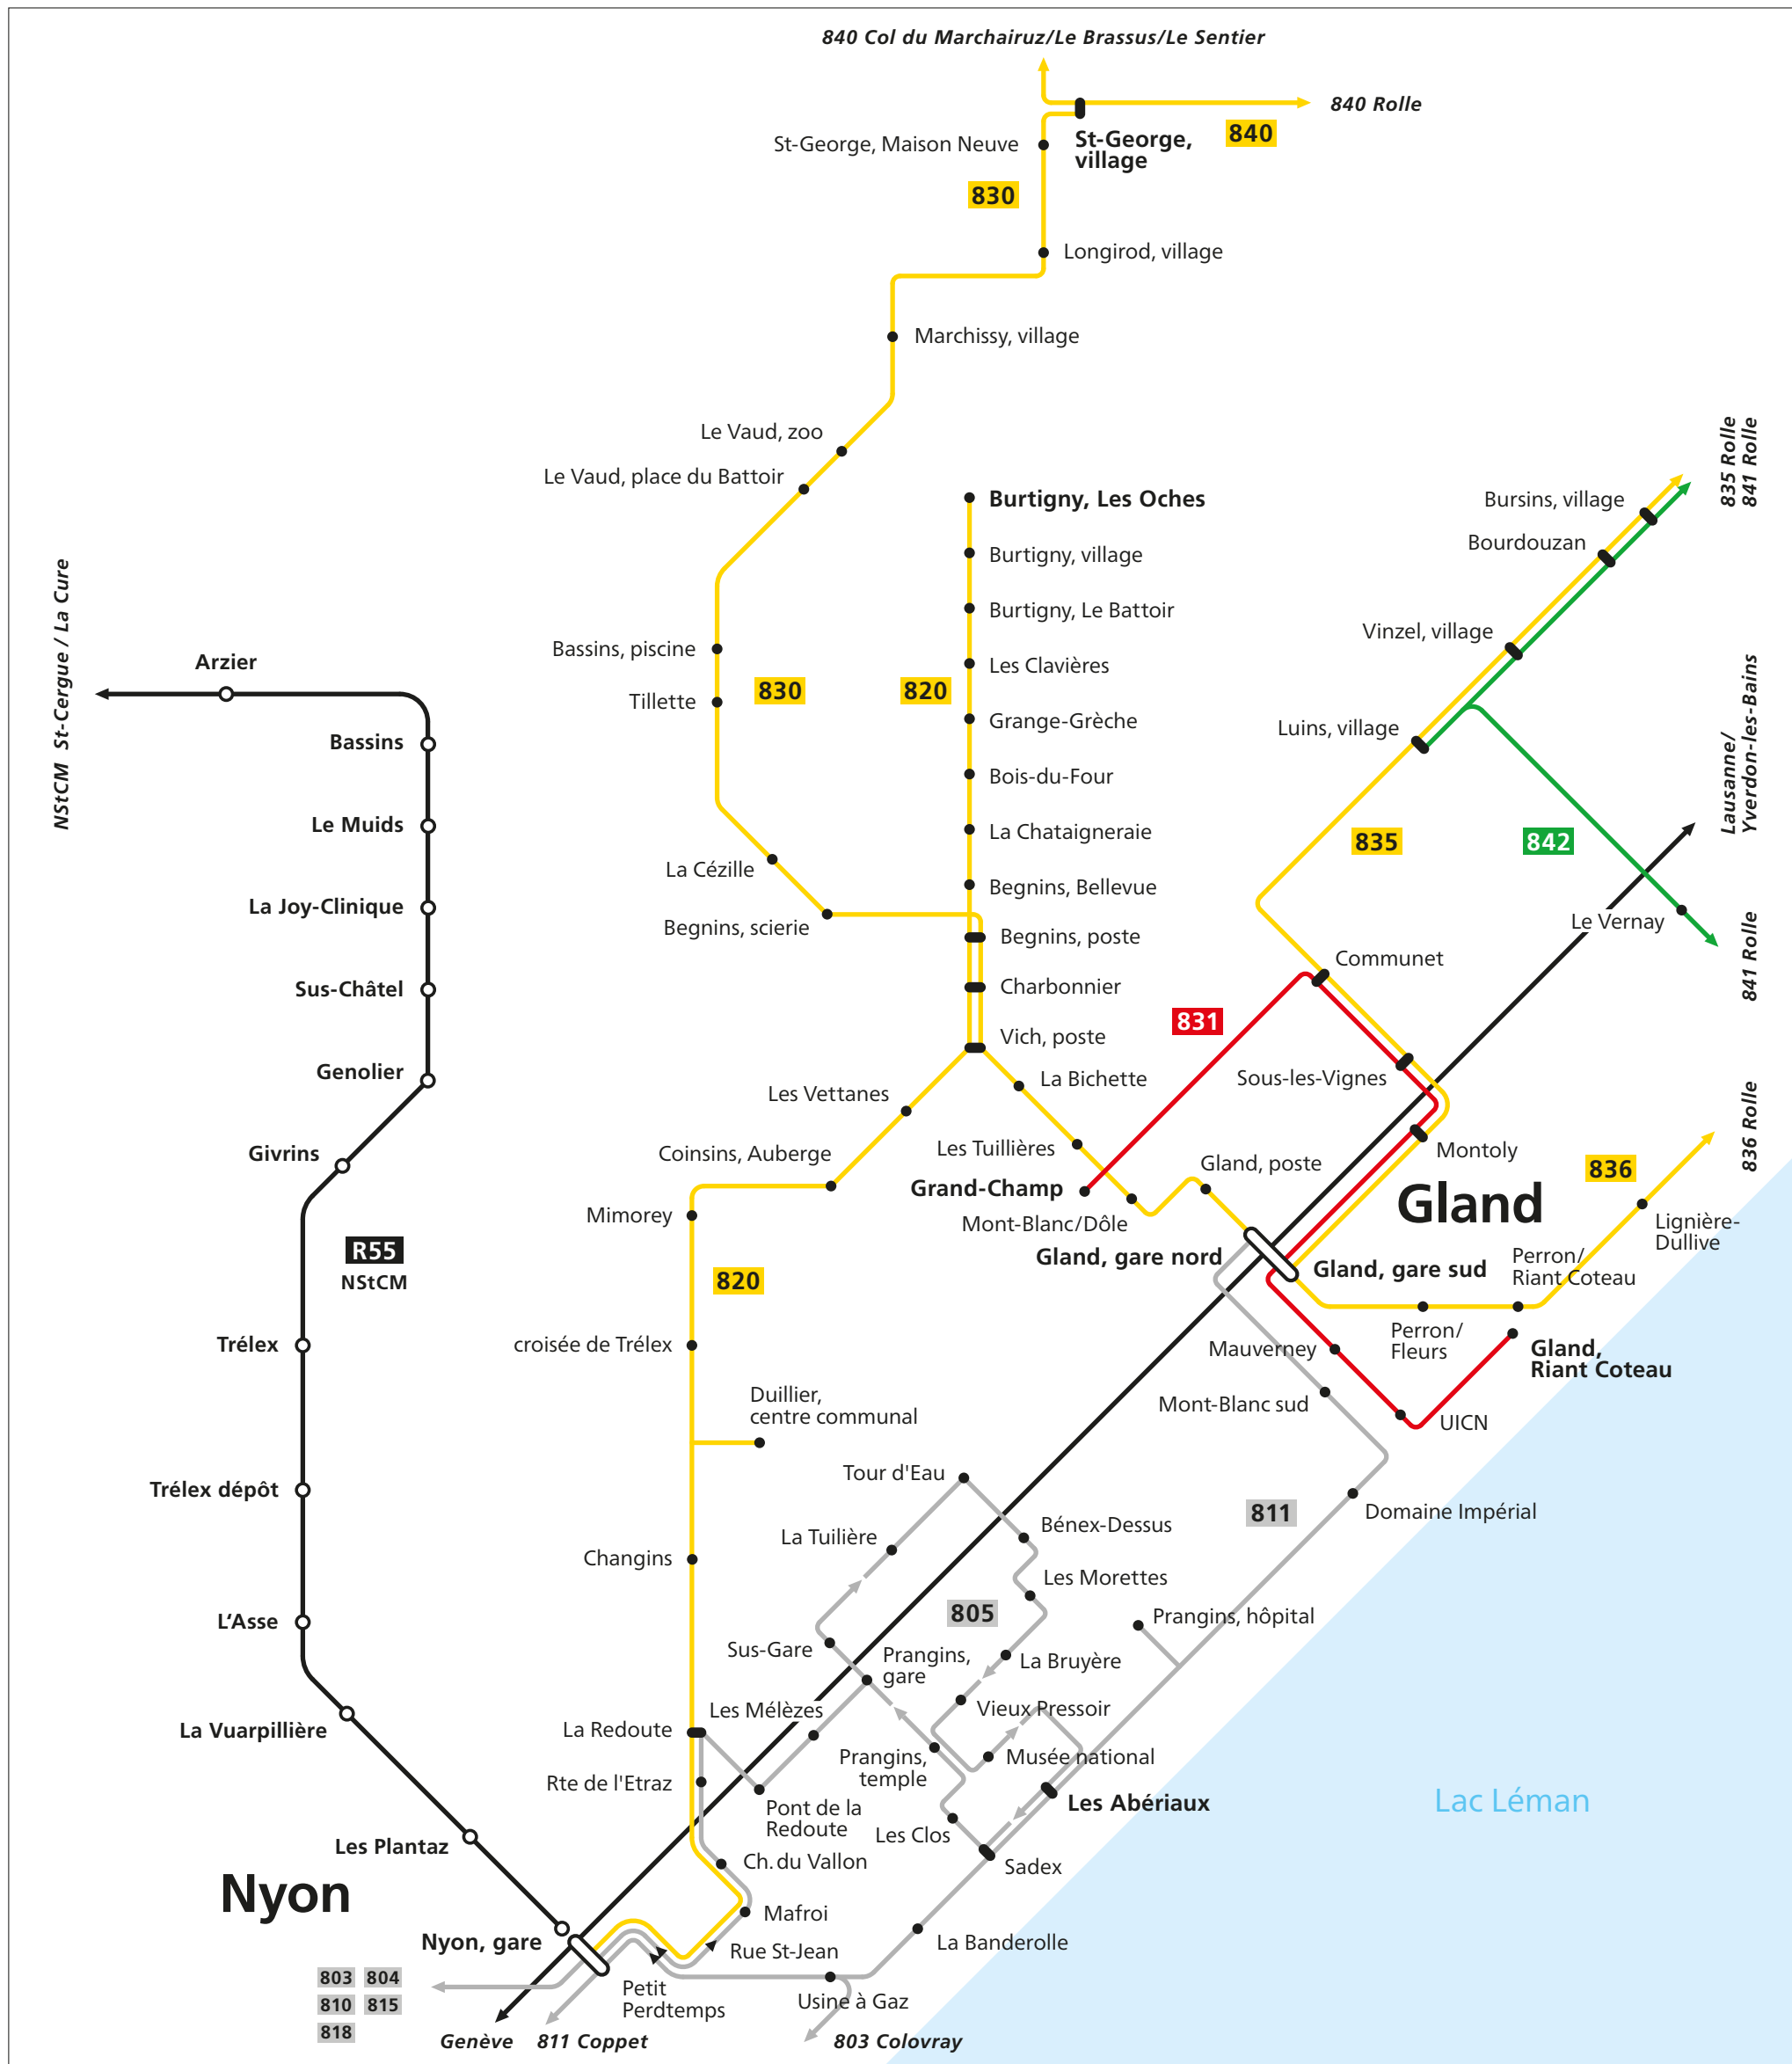 840 Col du Marchairuz/Le Brassus/Le Sentier
840 Rolle
St-George, Maison Neuve
St-George,
village
840
830
Longirod, village
Marchissy, village
Le Vaud, zoo
Le Vaud, place du Battoir
Burtigny, Les Oches
Burtigny, village
Burtigny, Le Battoir
Les Clavières
Grange-Grèche
Bois-du-Four
La Chataigneraie
Begnins, Bellevue
Begnins, poste
Charbonnier
Vich, poste
Bassins, piscine
Tillette
830
820
La Cézille
Begnins, scierie
835 Rolle
841 Rolle
Bursins, village
Bourdouzan
Vinzel, village
Luins, village
835
842
Lausanne/
Yverdon-les-Bains
Le Vernay
841 Rolle
Communet
831
Sous-les-Vignes
Montoly
836 Rolle
836
Gland
Lignière-
Dullive
Perron/
Riant Coteau
Perron/
Fleurs
Gland,
Riant Coteau
NStCM St-Cergue / La Cure
Arzier
Bassins
Le Muids
La Joy-Clinique
Sus-Châtel
Genolier
Givrins
R55
NStCM
Trélex
Trélex dépôt
L‘Asse
La Vuarpillière
Les Plantaz
Nyon
Nyon, gare
La Bichette
Les Tuillières
Grand-Champ
Mont-Blanc/Dôle
Gland, poste
Gland, gare nord
Gland, gare sud
Les Vettanes
Coinsins, Auberge
Mimorey
820
croisée de Trélex
Duillier,
centre communal
Changins
La Redoute
Rte de l'Etraz
Mauverney
Mont-Blanc sud
UICN
811
Domaine Impérial
Tour d'Eau
La Tuilière
Bénex-Dessus
Les Morettes
805
Prangins, hôpital
Sus-Gare
Prangins,
gare
La Bruyère
Les Mélèzes
Vieux Pressoir
Prangins,
temple
Musée national
Pont de la
Redoute
Les Abériaux
Les Clos
Sadex
Ch. du Vallon
Mafroi
Rue St-Jean
La Banderolle
Petit
Perdtemps
Usine à Gaz
Lac Léman
803 804
810 815
818
Genève
811 Coppet
803 Colovray